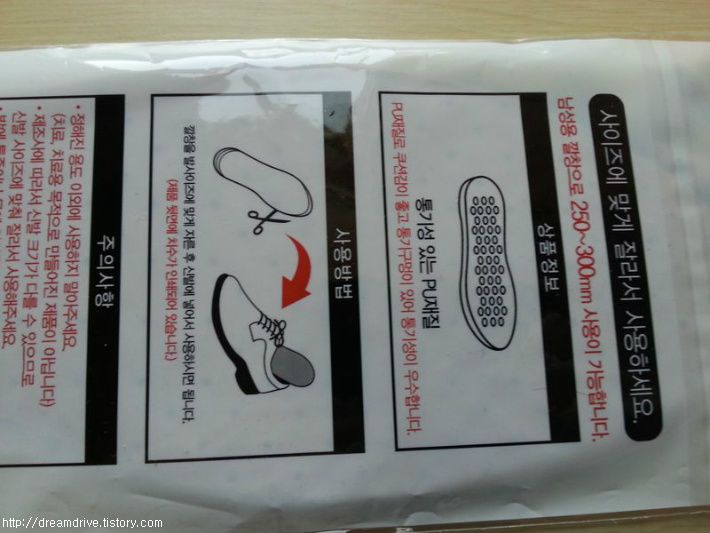 사이즈에 맞게 잘라서 사용하세요.
남성용 깔창으로 250~300mm 사용이 가능합니다.
상품정보
통기성 있는 PU재질
PU재질로 쿠션감이 좋고 통기구멍이 있어 통기성이 우수합니다.
사용방법
깔창을 발사이즈에 맞게 자른 후 신발에 넣어서 사용하시면 됩니다.
(제품 뒷면에 치수가 인쇄되어 있습니다)
주의사항
• 정해진 용도 이외에 사용하지 말아주세요.
(치료, 치료용 목적으로 만들어진 제품이 아닙니다)
• 제조사에 따라서 신발 크기가 다를 수 있으므로
신발 사이즈에 맞춰 잘라서 사용해주세요.
http://dreamdrive.tistory.com